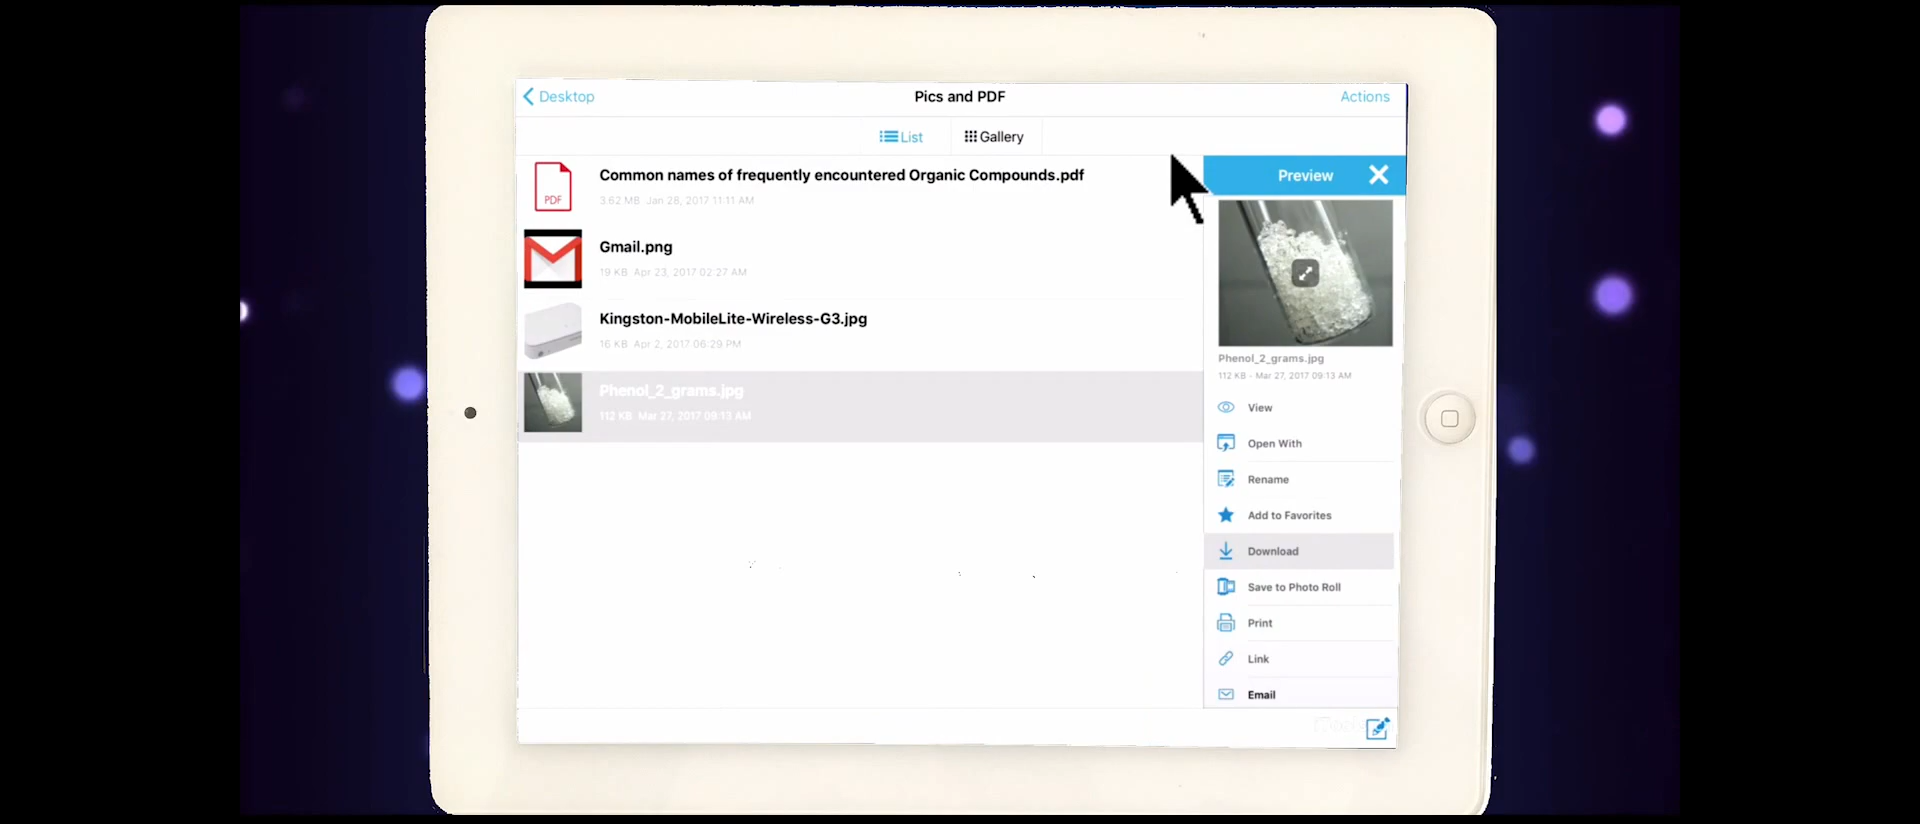 Desktop
Pics and PDF
Actions
List
Gallery
Common names of frequently encountered Organic Compounds.pdf
3.62 MB Jan 28, 2017 11:11 AM
PDF
Gmail.png
19 KB Apr 23, 2017 02:27 AM
Kingston-MobileLite-Wireless-G3.jpg
16 KB Apr 2, 2017 06:29 PM
Phenol_2_grams.jpg
112 KB Mar 27, 2017 09:13 AM
Preview
Phenol_2_grams.jpg
112 KB - Mar 27, 2017 09:13 AM
View
Open With
Rename
Add to Favorites
Download
Save to Photo Roll
Print
Link
Email